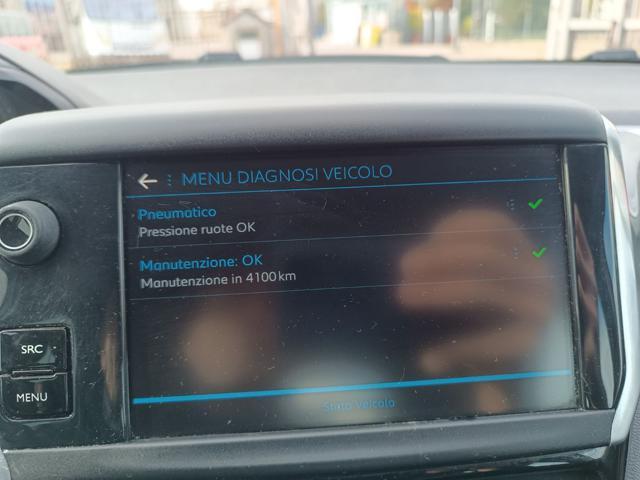 MENU DIAGNOSI VEICOLO
Pneumatico
Pressione ruote OK
Manutenzione: OK
Manutenzione in 4100 km
SRC
MENU
Stato Veicolo